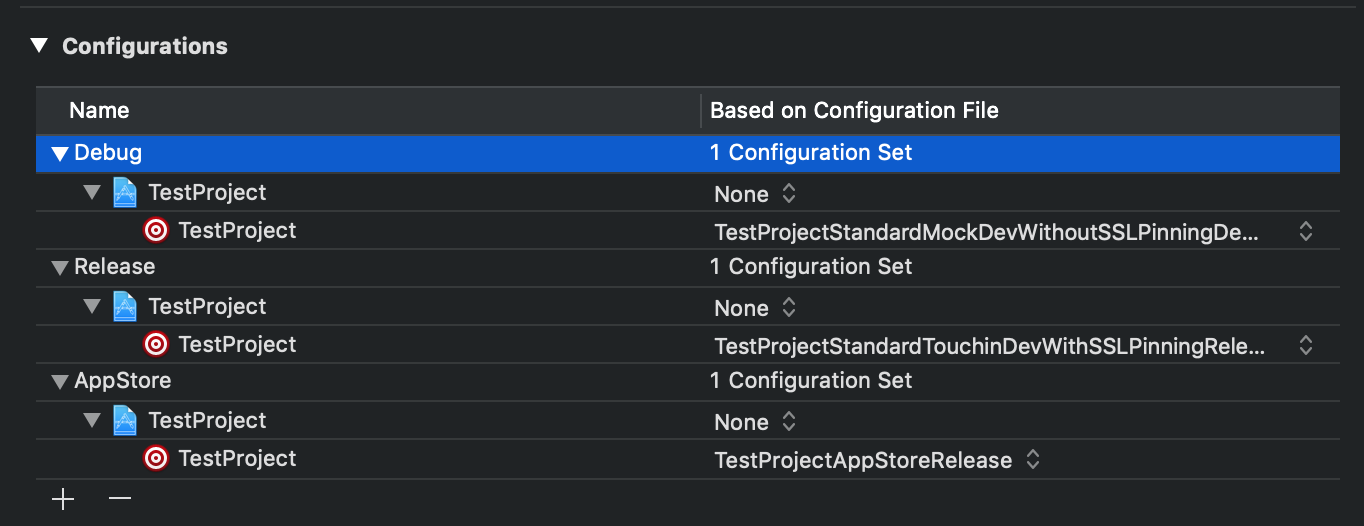 Configurations
Name Based on Configuration File
Debug 1 Configuration Set
TestProject None
TestProject TestProjectStandardMockDevWithoutSSLPinningDe...
Release 1 Configuration Set
TestProject None
TestProject TestProjectStandardTouchinDevWithSSLPinningRele...
AppStore 1 Configuration Set
TestProject None
TestProject TestProjectAppStoreRelease